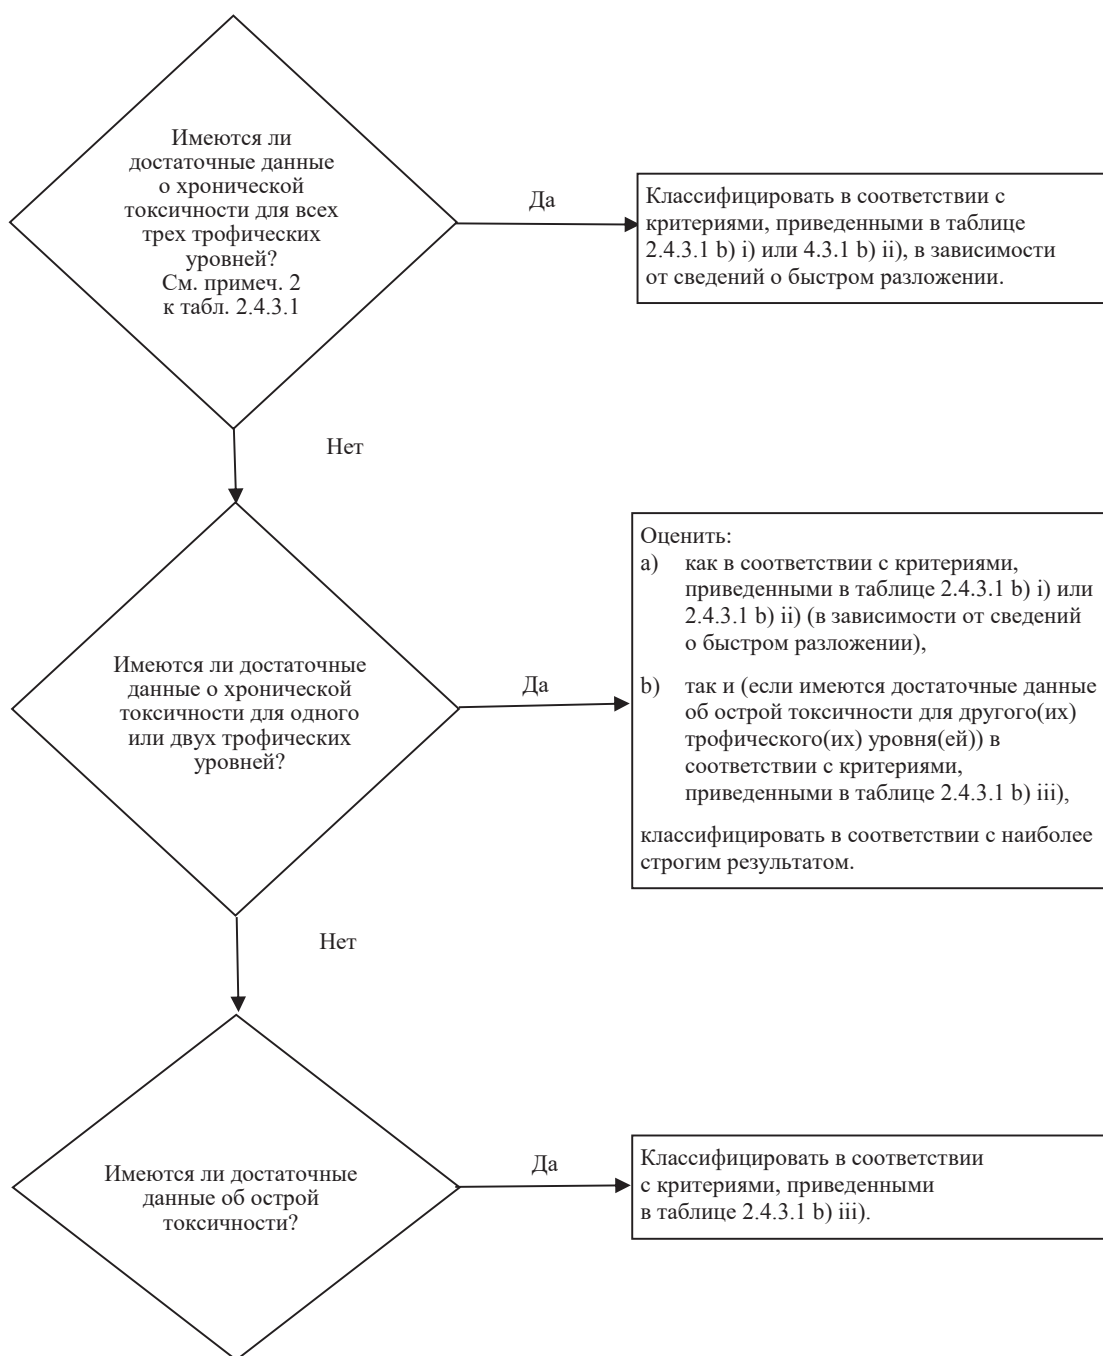 Имеются ли
достаточные данные
о хронической
токсичности для всех
трех трофических
уровней?
См. примеч. 2
к табл. 2.4.3.1
Да
Классифицировать в соответствии с
критериями, приведенными в таблице
2.4.3.1 b) i) или 4.3.1 b) ii), в зависимости
от сведений о быстром разложении.
Нет
Имеются ли достаточные
данные о хронической
токсичности для одного
или двух трофических
уровней?
Да
Оценить:
a) как в соответствии с критериями,
приведенными в таблице 2.4.3.1 b) i) или
2.4.3.1 b) ii) (в зависимости от сведений
о быстром разложении),
b) так и (если имеются достаточные данные
об острой токсичности для другого(их)
трофического(их) уровня(ей)) в
соответствии с критериями,
приведенными в таблице 2.4.3.1 b) iii),
классифицировать в соответствии с наиболее
строгим результатом.
Нет
Имеются ли достаточные
данные об острой
токсичности?
Да
Классифицировать в соответствии
с критериями, приведенными
в таблице 2.4.3.1 b) iii).